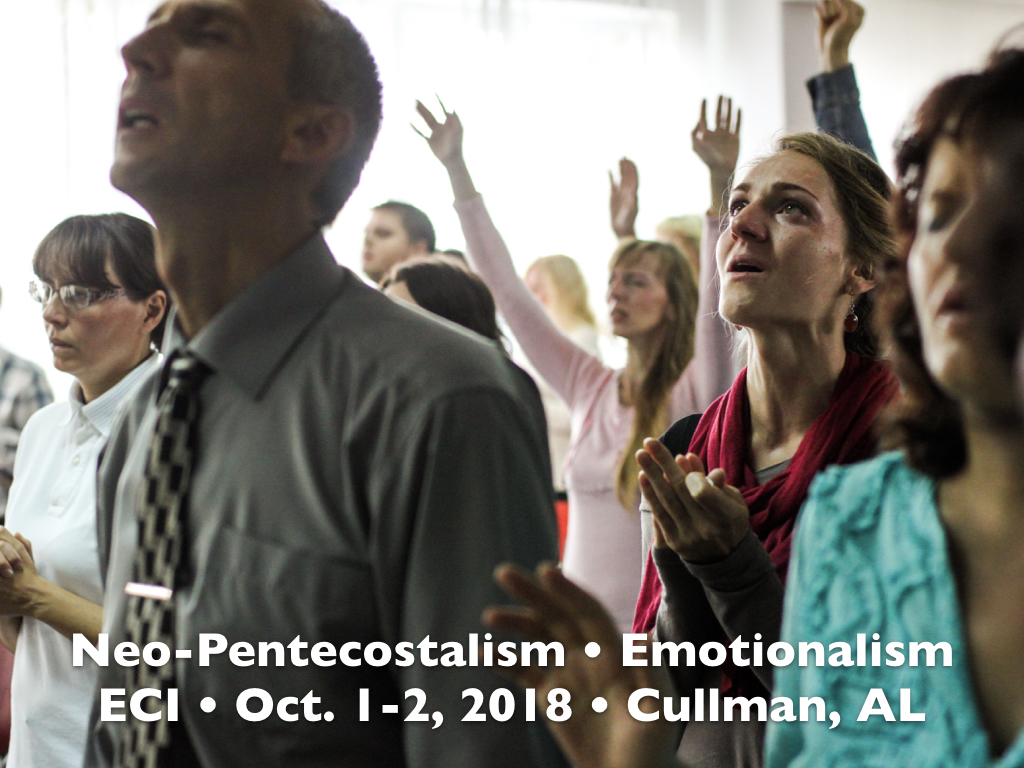 Neo-Pentecostalism • Emotionalism
ECI • Oct. 1-2, 2018 • Cullman, AL